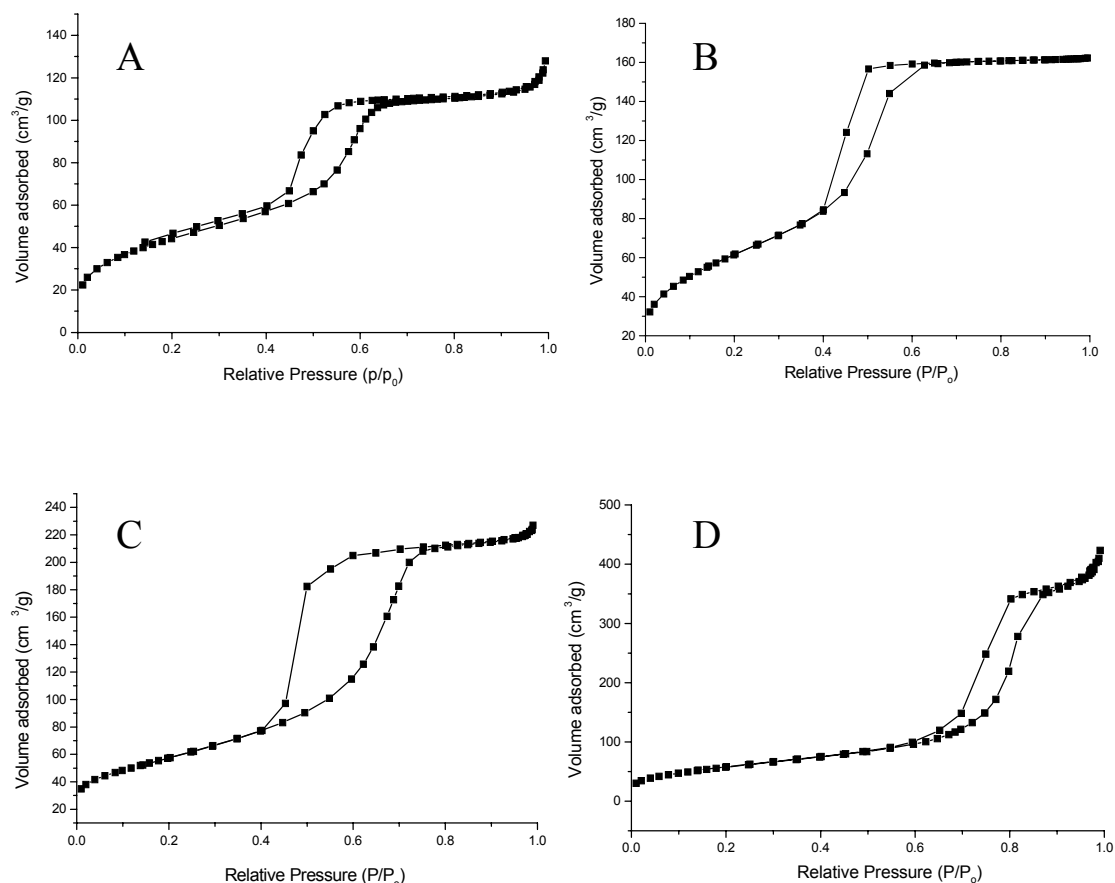 A
Volume adsorbed (cm³/g)
140
120
100
80
60
40
20
0
0.0 0.2 0.4 0.6 0.8 1.0
Relative Pressure (p/p₀)
B
Volume adsorbed (cm³/g)
180
160
140
120
100
80
60
40
20
0.0 0.2 0.4 0.6 0.8 1.0
Relative Pressure (P/Pₒ)
C
Volume adsorbed (cm³/g)
220
200
180
160
140
120
100
80
60
40
20
0.0 0.2 0.4 0.6 0.8 1.0
Relative Pressure (P/Pₒ)
D
Volume adsorbed (cm³/g)
500
400
300
200
100
0
0.0 0.2 0.4 0.6 0.8 1.0
Relative Pressure (P/Pₒ)